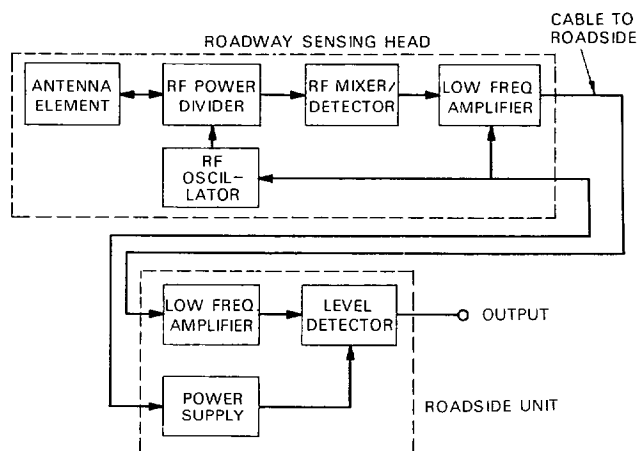 ROADWAY SENSING HEAD
CABLE TO
ROADSIDE
ANTENNA
ELEMENT
RF POWER
DIVIDER
RF MIXER/
DETECTOR
LOW FREQ
AMPLIFIER
RF
OSCIL-
LATOR
LOW FREQ
AMPLIFIER
LEVEL
DETECTOR
OUTPUT
POWER
SUPPLY
ROADSIDE UNIT